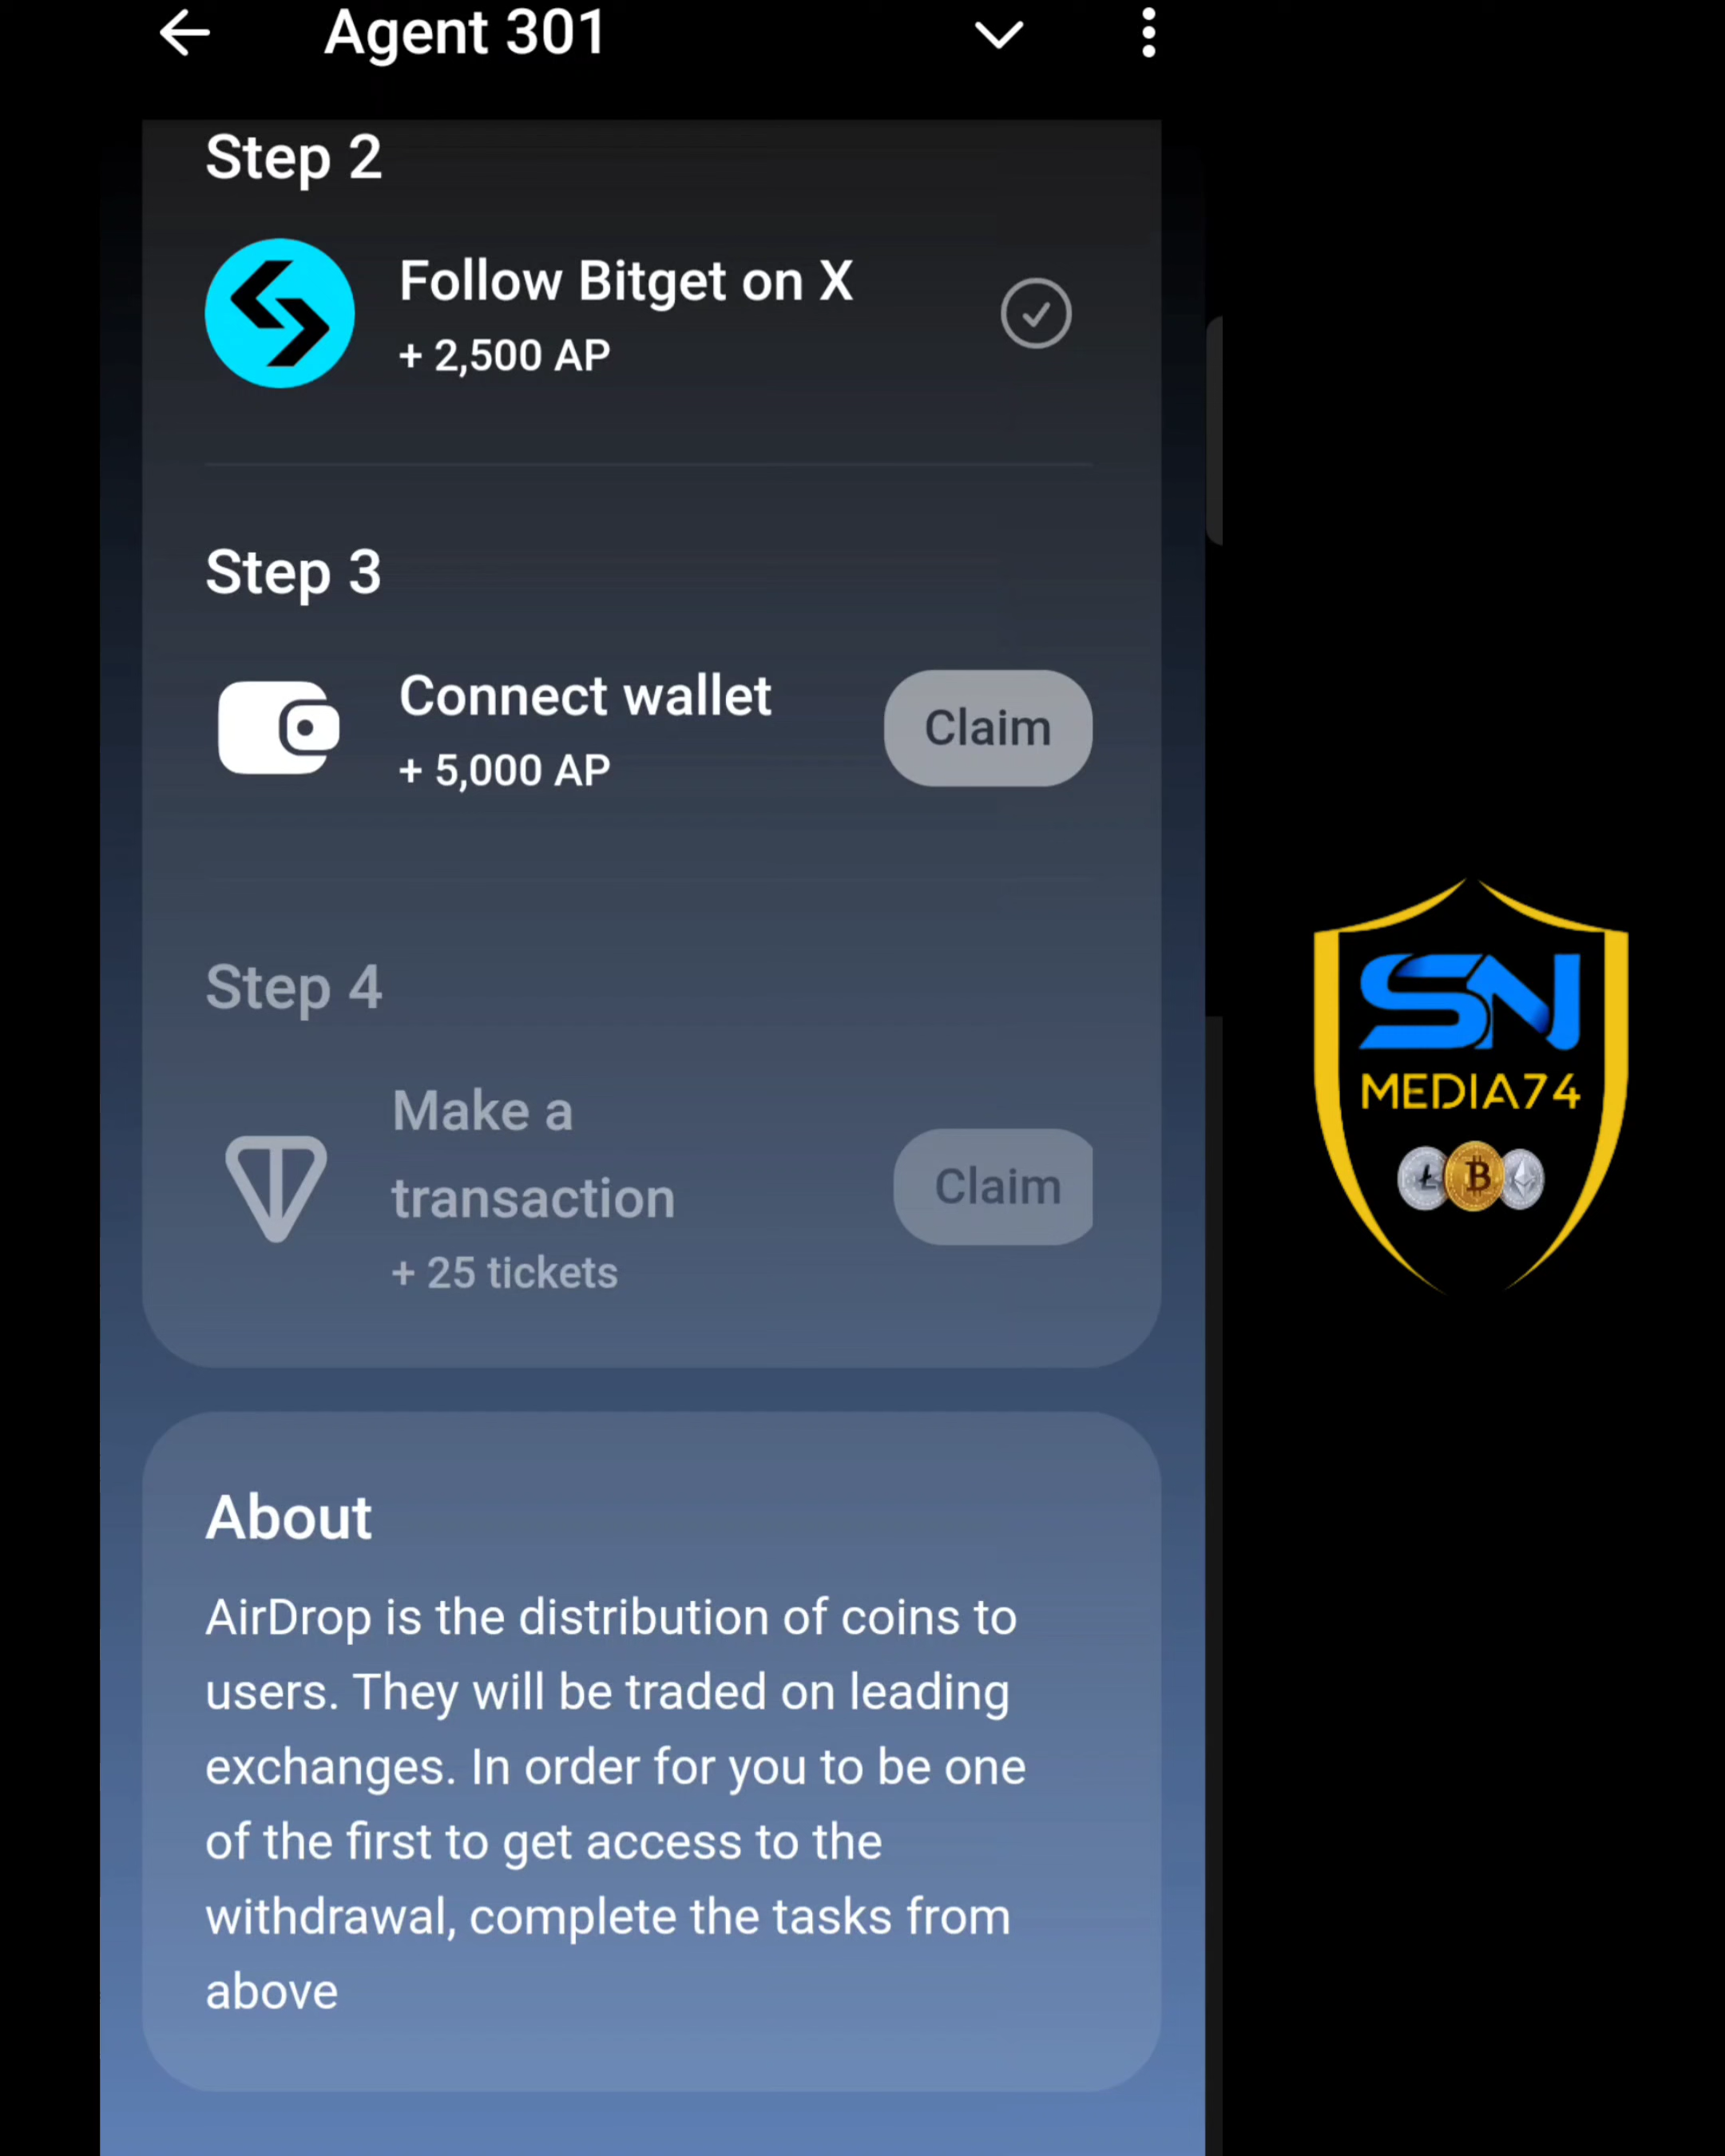 Agent 301
Step 2
Follow Bitget on X
+ 2,500 AP
Step 3
Connect wallet
+ 5,000 AP
Claim
Step 4
Make a
transaction
+ 25 tickets
Claim
About
AirDrop is the distribution of coins to
users. They will be traded on leading
exchanges. In order for you to be one
of the first to get access to the
withdrawal, complete the tasks from
above
SN
MEDIA74